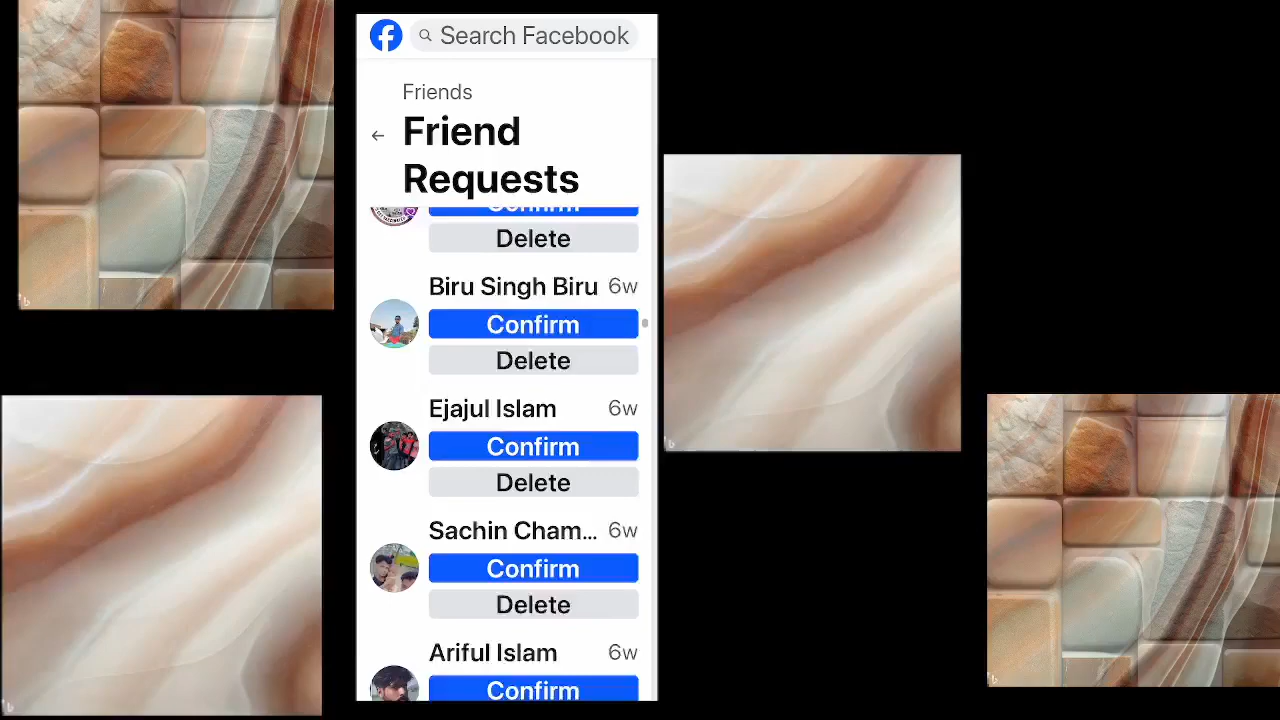 Search Facebook
Friends
Friend
Requests
Confirm
Delete
Biru Singh Biru 6w
Confirm
Delete
Ejajul Islam 6w
Confirm
Delete
Sachin Cham... 6w
Confirm
Delete
Ariful Islam 6w
Confirm